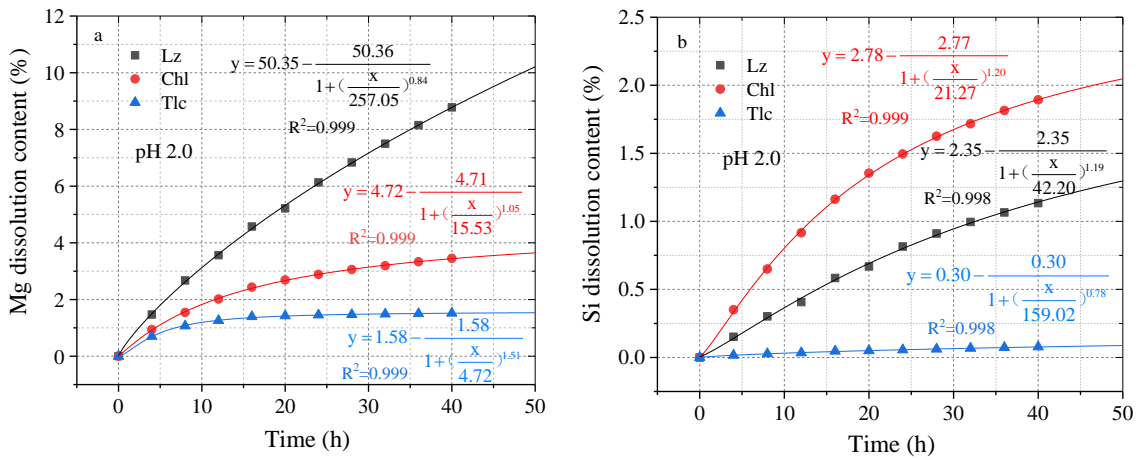 a
Lz
Chl
Tlc
pH 2.0
y = 50.35 − 50.36 / 1+(x/257.05)^0.84
R²=0.999
y = 4.72 − 4.71 / 1+(x/15.53)^1.05
R²=0.999
y = 1.58 − 1.58 / 1+(x/4.72)^1.51
R²=0.999
Mg dissolution content (%)
12
10
8
6
4
2
0
0 10 20 30 40 50
Time (h)
b
Lz
Chl
Tlc
pH 2.0
y = 2.78 − 2.77 / 1+(x/21.27)^1.20
R²=0.999
y = 2.35 − 2.35 / 1+(x/42.20)^1.19
R²=0.998
y = 0.30 − 0.30 / 1+(x/159.02)^0.78
R²=0.998
Si dissolution content (%)
2.5
2.0
1.5
1.0
0.5
0.0
0 10 20 30 40 50
Time (h)